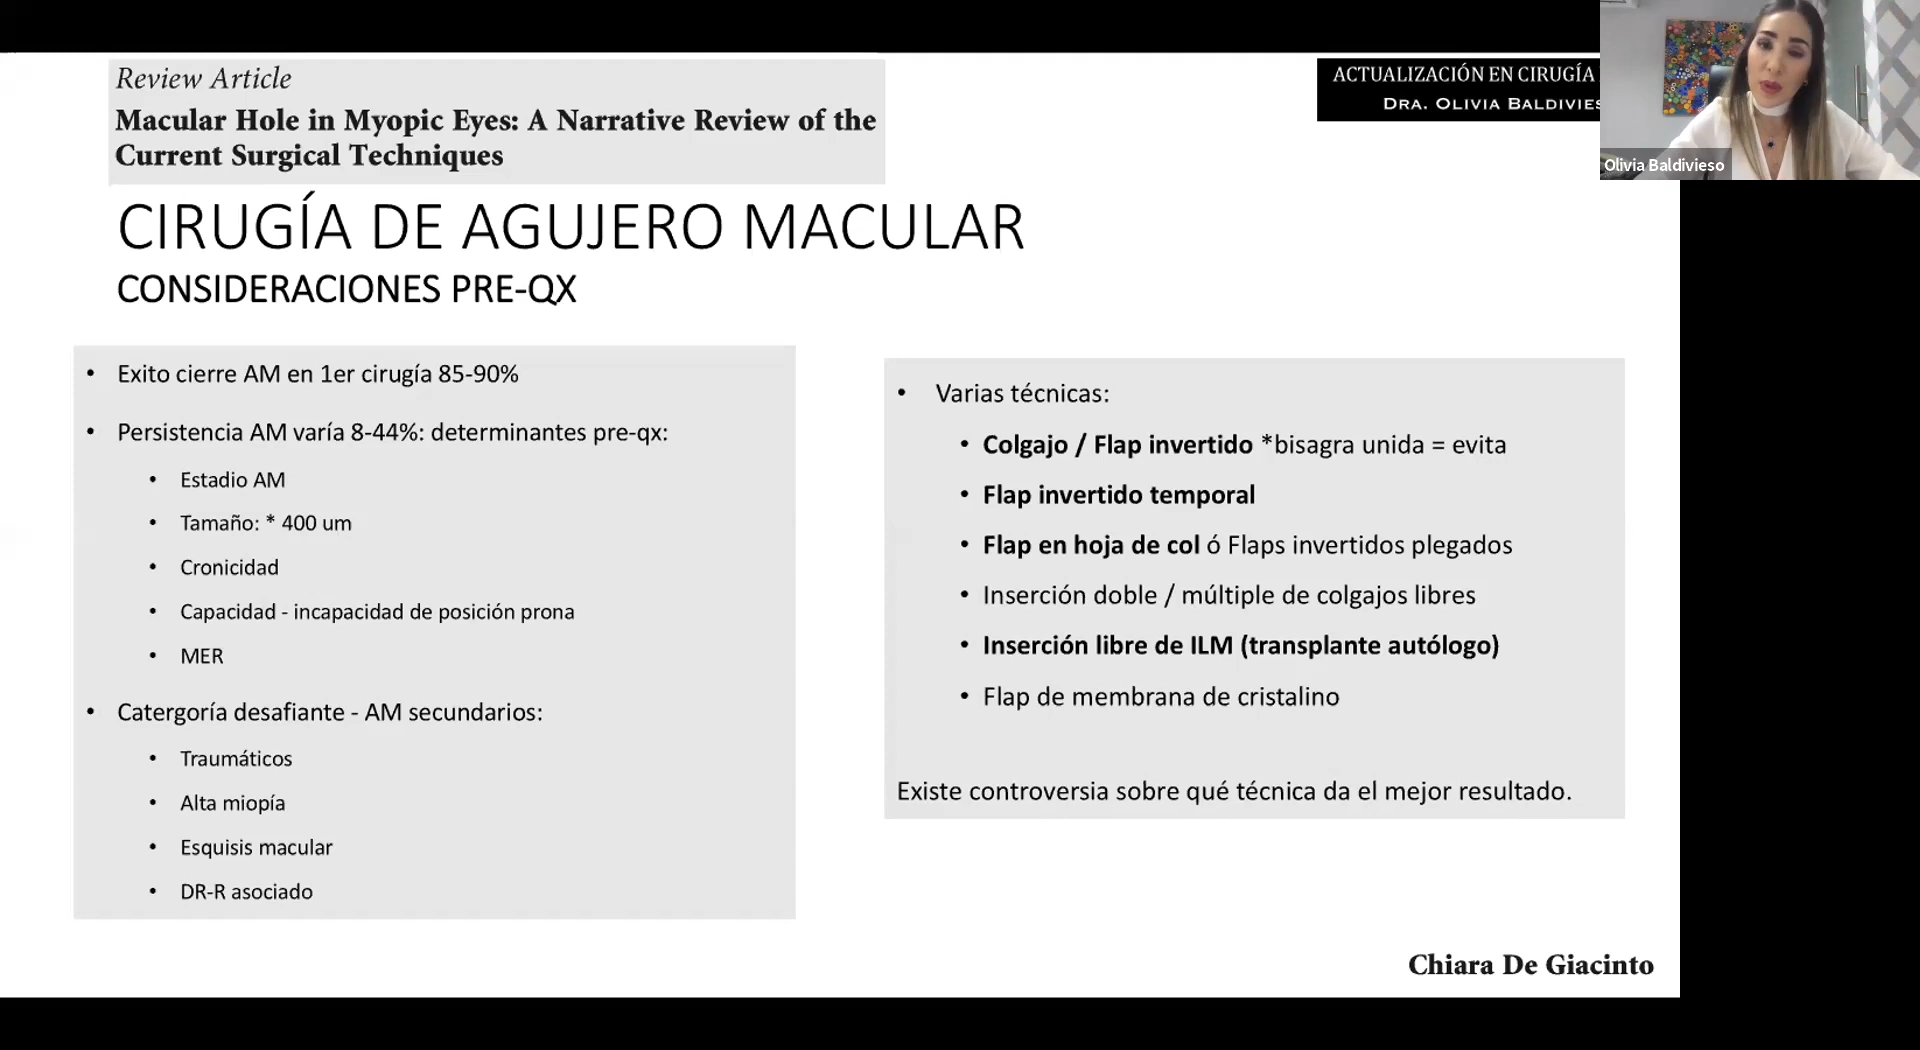 Review Article
Macular Hole in Myopic Eyes: A Narrative Review of the
Current Surgical Techniques
ACTUALIZACIÓN EN CIRUGÍA
DRA. OLIVIA BALDIVIES
Olivia Baldivieso
CIRUGÍA DE AGUJERO MACULAR
CONSIDERACIONES PRE-QX
• Exito cierre AM en 1er cirugía 85-90%
• Persistencia AM varía 8-44%: determinantes pre-qx:
• Estadio AM
• Tamaño: * 400 um
• Cronicidad
• Capacidad - incapacidad de posición prona
• MER
• Catergoría desafiante - AM secundarios:
• Traumáticos
• Alta miopía
• Esquisis macular
• DR-R asociado
• Varias técnicas:
• Colgajo / Flap invertido *bisagra unida = evita
• Flap invertido temporal
• Flap en hoja de col ó Flaps invertidos plegados
• Inserción doble / múltiple de colgajos libres
• Inserción libre de ILM (transplante autólogo)
• Flap de membrana de cristalino
Existe controversia sobre qué técnica da el mejor resultado.
Chiara De Giacinto